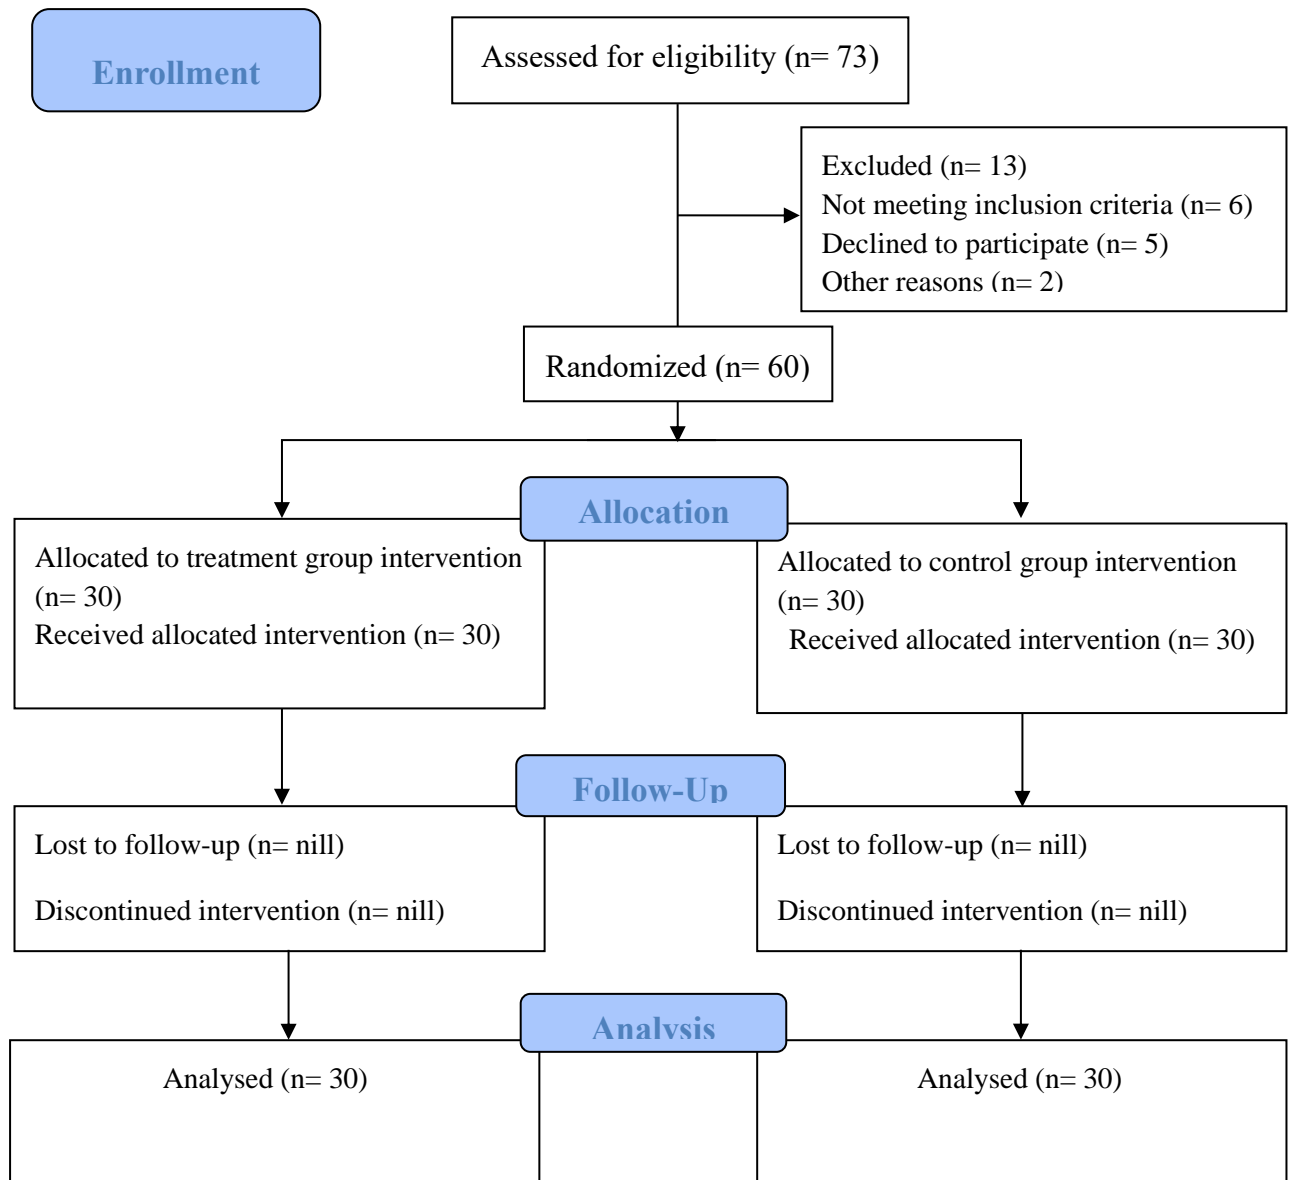 Enrollment
Assessed for eligibility (n= 73)
Excluded (n= 13)
Not meeting inclusion criteria (n= 6)
Declined to participate (n= 5)
Other reasons (n= 2)
Randomized (n= 60)
Allocation
Allocated to treatment group intervention
(n= 30)
Received allocated intervention (n= 30)
Allocated to control group intervention
(n= 30)
Received allocated intervention (n= 30)
Follow-Up
Lost to follow-up (n= nill)
Discontinued intervention (n= nill)
Lost to follow-up (n= nill)
Discontinued intervention (n= nill)
Analysis
Analysed (n= 30)
Analysed (n= 30)